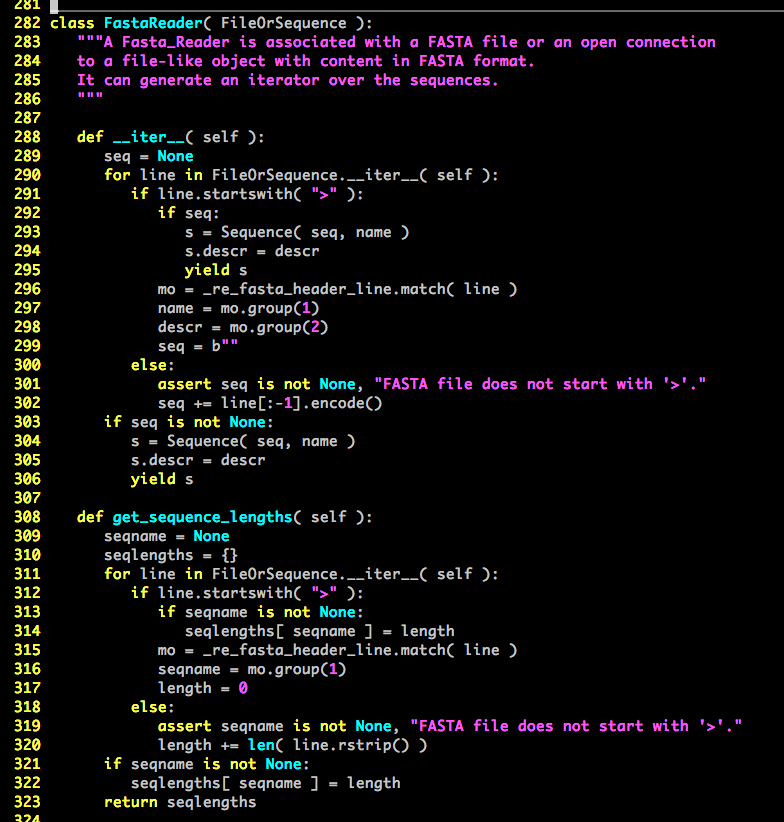 281
282 class FastaReader( FileOrSequence ):
283    """A Fasta_Reader is associated with a FASTA file or an open connection
284    to a file-like object with content in FASTA format.
285    It can generate an iterator over the sequences.
286    """
287
288    def __iter__( self ):
289       seq = None
290       for line in FileOrSequence.__iter__( self ):
291          if line.startswith( ">" ):
292             if seq:
293                s = Sequence( seq, name )
294                s.descr = descr
295                yield s
296             mo = _re_fasta_header_line.match( line )
297             name = mo.group(1)
298             descr = mo.group(2)
299             seq = b""
300          else:
301             assert seq is not None, "FASTA file does not start with '>'."
302             seq += line[:-1].encode()
303       if seq is not None:
304          s = Sequence( seq, name )
305          s.descr = descr
306          yield s
307
308    def get_sequence_lengths( self ):
309       seqname = None
310       seqlengths = {}
311       for line in FileOrSequence.__iter__( self ):
312          if line.startswith( ">" ):
313             if seqname is not None:
314                seqlengths[ seqname ] = length
315             mo = _re_fasta_header_line.match( line )
316             seqname = mo.group(1)
317             length = 0
318          else:
319             assert seqname is not None, "FASTA file does not start with '>'."
320             length += len( line.rstrip() )
321       if seqname is not None:
322          seqlengths[ seqname ] = length
323       return seqlengths
324